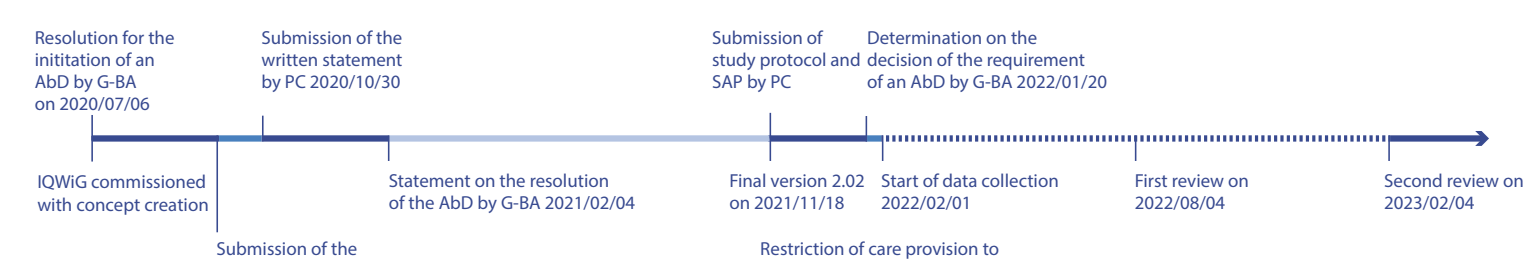 Resolution for the
inititation of an
AbD by G-BA
on 2020/07/06
Submission of the
written statement
by PC 2020/10/30
Submission of
study protocol and
SAP by PC
Determination on the
decision of the requirement
of an AbD by G-BA 2022/01/20
IQWiG commissioned
with concept creation
Statement on the resolution
of the AbD by G-BA 2021/02/04
Final version 2.02
on 2021/11/18
Start of data collection
2022/02/01
First review on
2022/08/04
Second review on
2023/02/04
Submission of the
Restriction of care provision to